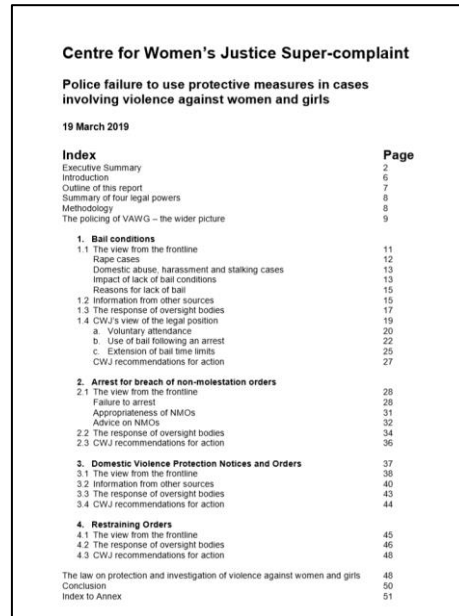 Centre for Women's Justice Super-complaint
Police failure to use protective measures in cases
involving violence against women and girls
19 March 2019
Index Page
Executive Summary 2
Introduction 6
Outline of this report 7
Summary of four legal powers 8
Methodology 8
The policing of VAWG – the wider picture 9
1. Bail conditions
1.1 The view from the frontline 11
Rape cases 12
Domestic abuse, harassment and stalking cases 13
Impact of lack of bail conditions 13
Reasons for lack of bail 15
1.2 Information from other sources 15
1.3 The response of oversight bodies 17
1.4 CWJ's view of the legal position 19
a. Voluntary attendance 20
b. Use of bail following an arrest 22
c. Extension of bail time limits 25
CWJ recommendations for action 27
2. Arrest for breach of non-molestation orders
2.1 The view from the frontline 28
Failure to arrest 28
Appropriateness of NMOs 31
Advice on NMOs 32
2.2 The response of oversight bodies 34
2.3 CWJ recommendations for action 36
3. Domestic Violence Protection Notices and Orders 37
3.1 The view from the frontline 38
3.2 Information from other sources 40
3.3 The response of oversight bodies 43
3.4 CWJ recommendations for action 44
4. Restraining Orders
4.1 The view from the frontline 45
4.2 The response of oversight bodies 46
4.3 CWJ recommendations for action 48
The law on protection and investigation of violence against women and girls 48
Conclusion 50
Index to Annex 51